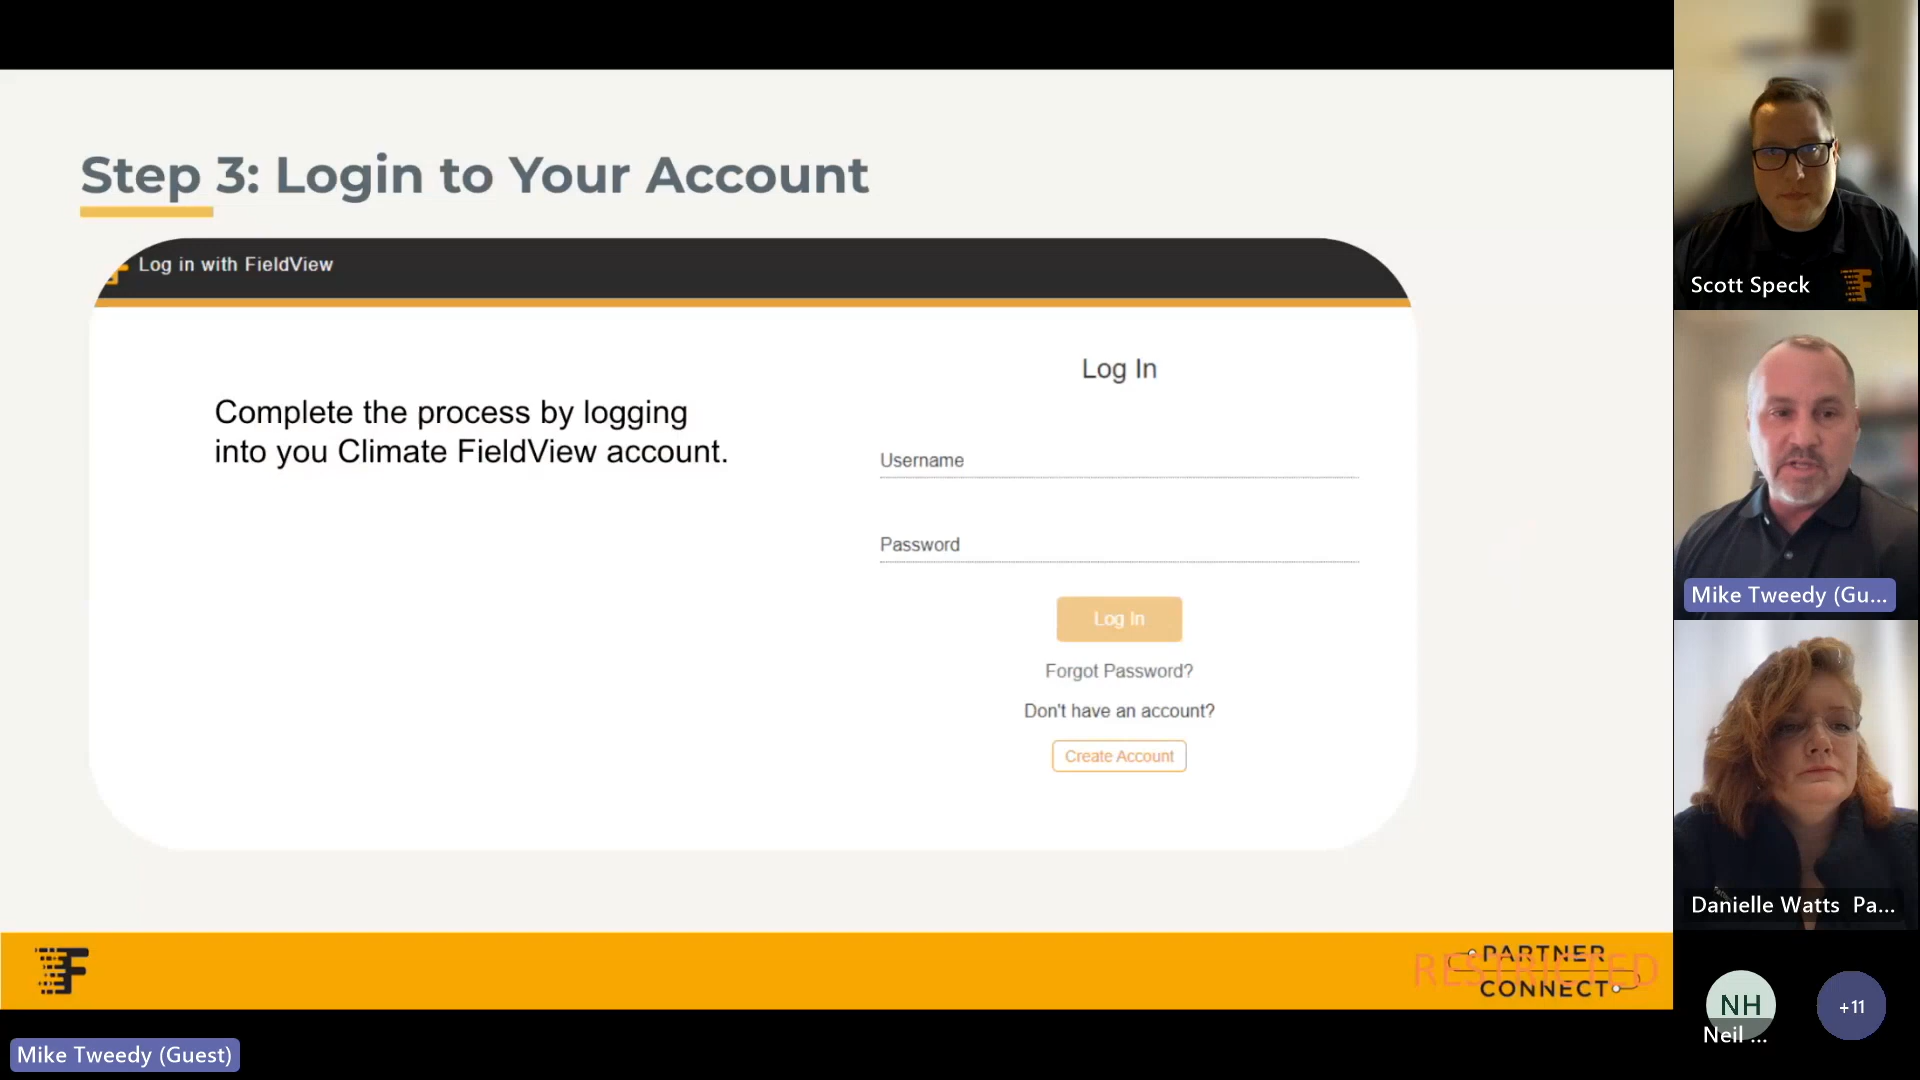 Step 3: Login to Your Account
Log in with FieldView
Complete the process by logging
into you Climate FieldView account.
Log In
Username
Password
Log In
Forgot Password?
Don't have an account?
Create Account
RESTRICTED
PARTNER
CONNECT
Mike Tweedy (Guest)
Scott Speck
Mike Tweedy (Gu...
Danielle Watts Pa...
NH
Neil ...
+11